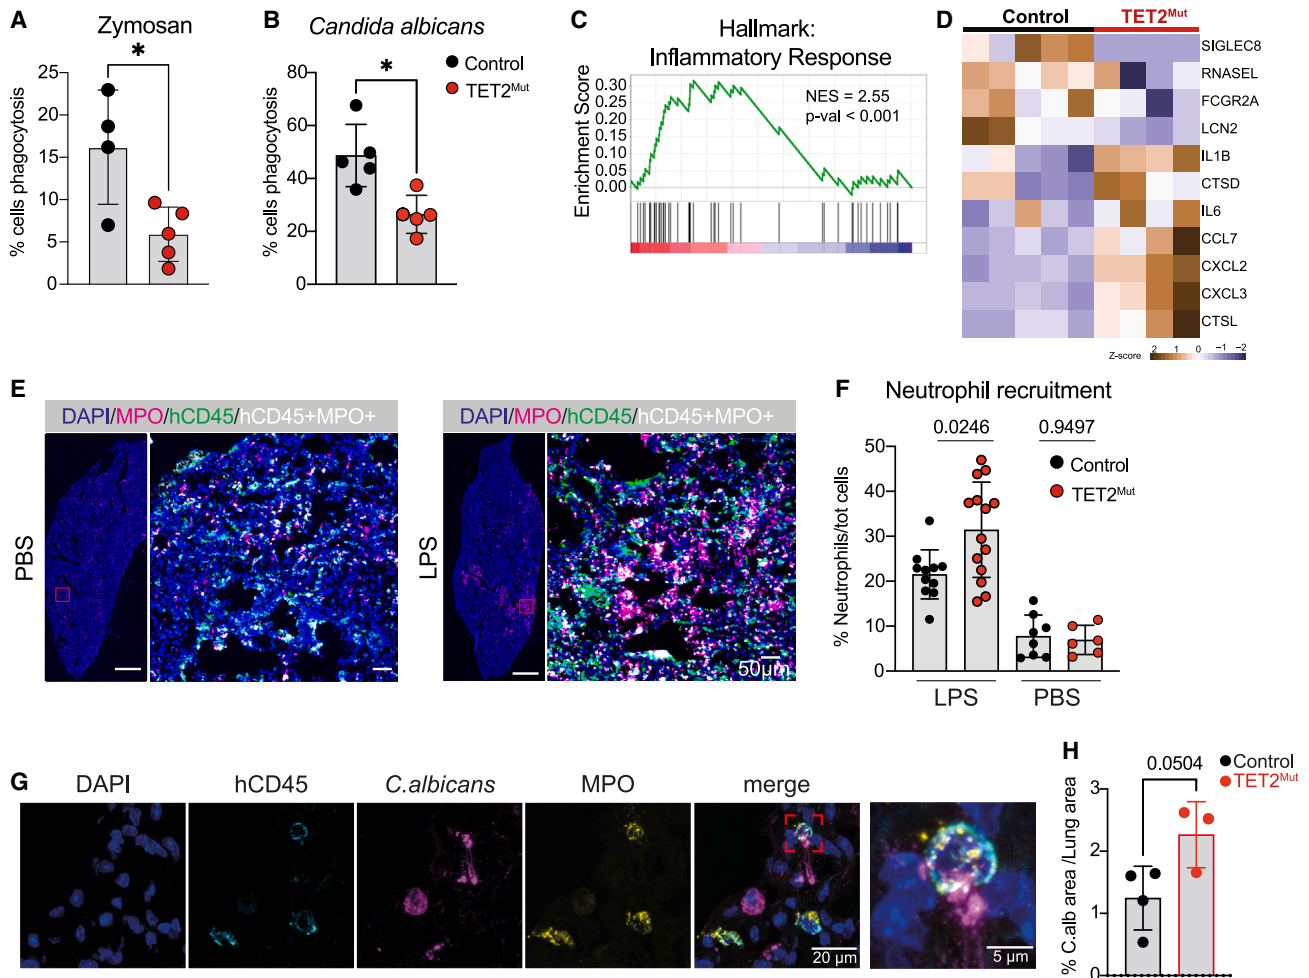 A
Zymosan
*
% cells phagocytosis
25
20
15
10
5
0
B
Candida albicans
*
Control
TET2Mut
% cells phagocytosis
80
60
40
20
0
C
Hallmark:
Inflammatory Response
NES = 2.55
p-val < 0.001
Enrichment Score
0.30
0.25
0.20
0.15
0.10
0.05
0.00
D
Control
TET2Mut
SIGLEC8
RNASEL
FCGR2A
LCN2
IL1B
CTSD
IL6
CCL7
CXCL2
CXCL3
CTSL
Z-score
2 1 0 −1 −2
E
DAPI/MPO/hCD45/hCD45+MPO+
PBS
DAPI/MPO/hCD45/hCD45+MPO+
LPS
50µm
F
Neutrophil recruitment
0.0246
0.9497
Control
TET2Mut
% Neutrophils/tot cells
50
40
30
20
10
0
LPS
PBS
G
DAPI
hCD45
C.albicans
MPO
merge
20 µm
5 µm
H
Control
TET2Mut
0.0504
% C.alb area /Lung area
3
2
1
0